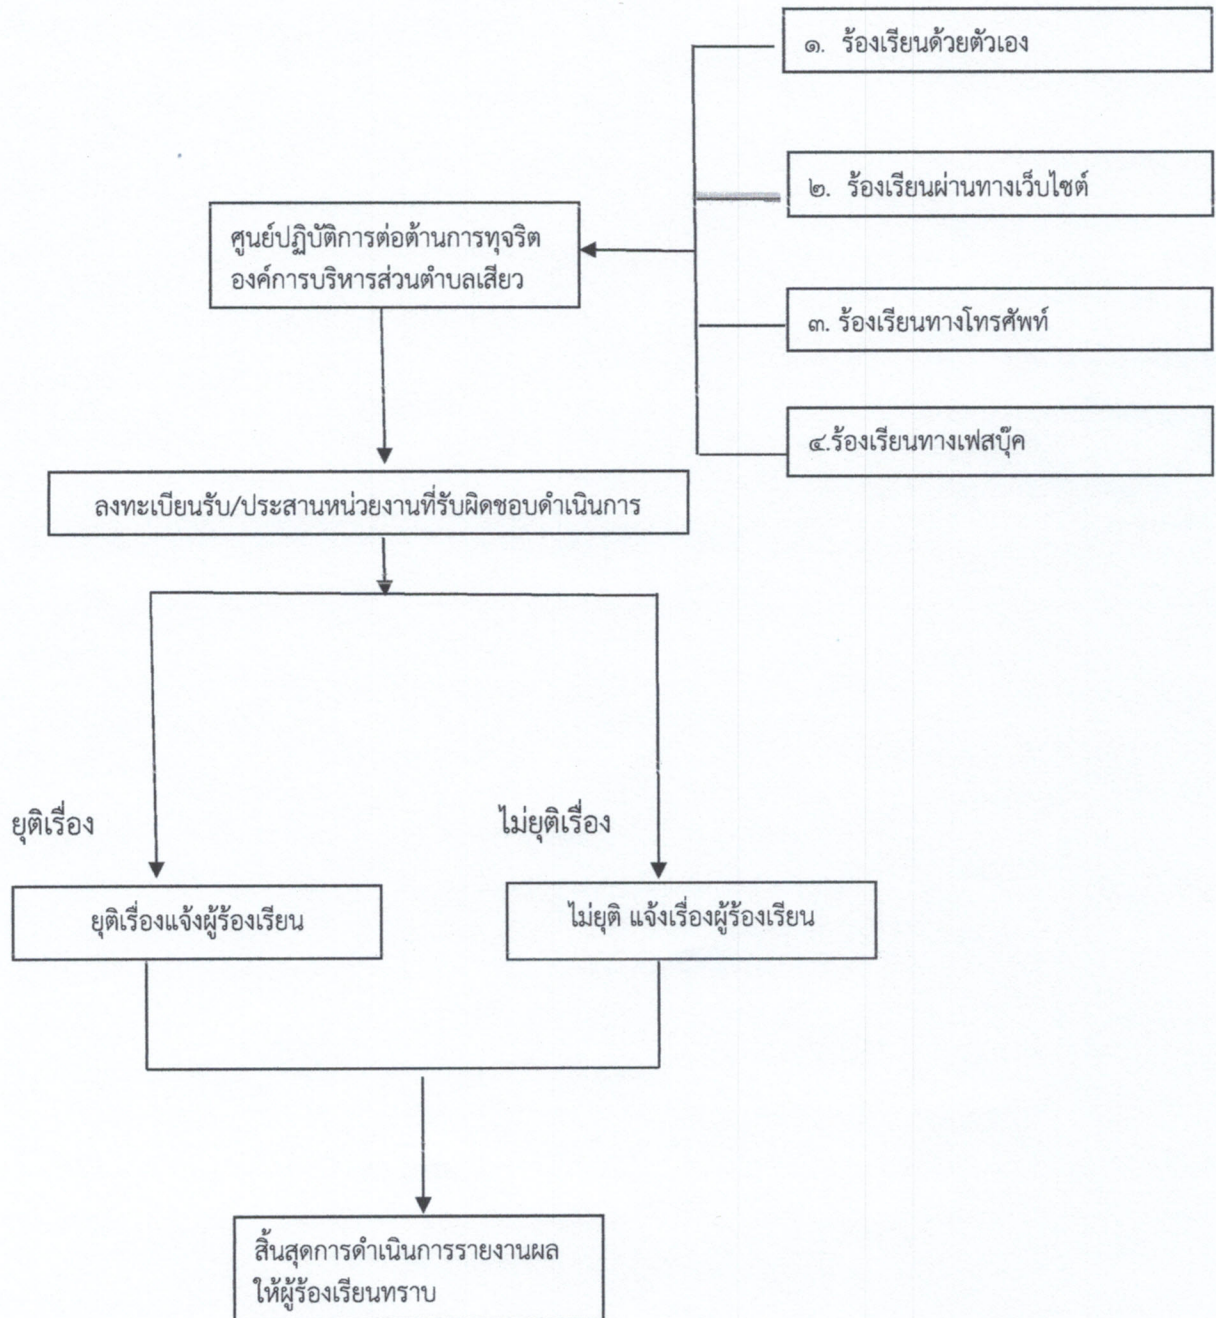 ๑. ร้องเรียนด้วยตัวเอง
๒. ร้องเรียนผ่านทางเว็บไซต์
ศูนย์ปฏิบัติการต่อต้านการทุจริต
องค์การบริหารส่วนตำบลเสียว
๓. ร้องเรียนทางโทรศัพท์
๔.ร้องเรียนทางเฟสบุ๊ค
ลงทะเบียนรับ/ประสานหน่วยงานที่รับผิดชอบดำเนินการ
ยุติเรื่อง
ไม่ยุติเรื่อง
ยุติเรื่องแจ้งผู้ร้องเรียน
ไม่ยุติ แจ้งเรื่องผู้ร้องเรียน
สิ้นสุดการดำเนินการรายงานผล
ให้ผู้ร้องเรียนทราบ